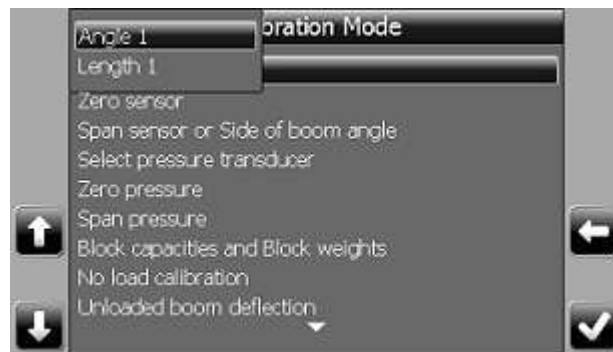 Angle 1
bration Mode
Length 1
Zero sensor
Span sensor or Side of boom angle
Select pressure transducer
Zero pressure
Span pressure
Block capacities and Block weights
No load calibration
Unloaded boom deflection